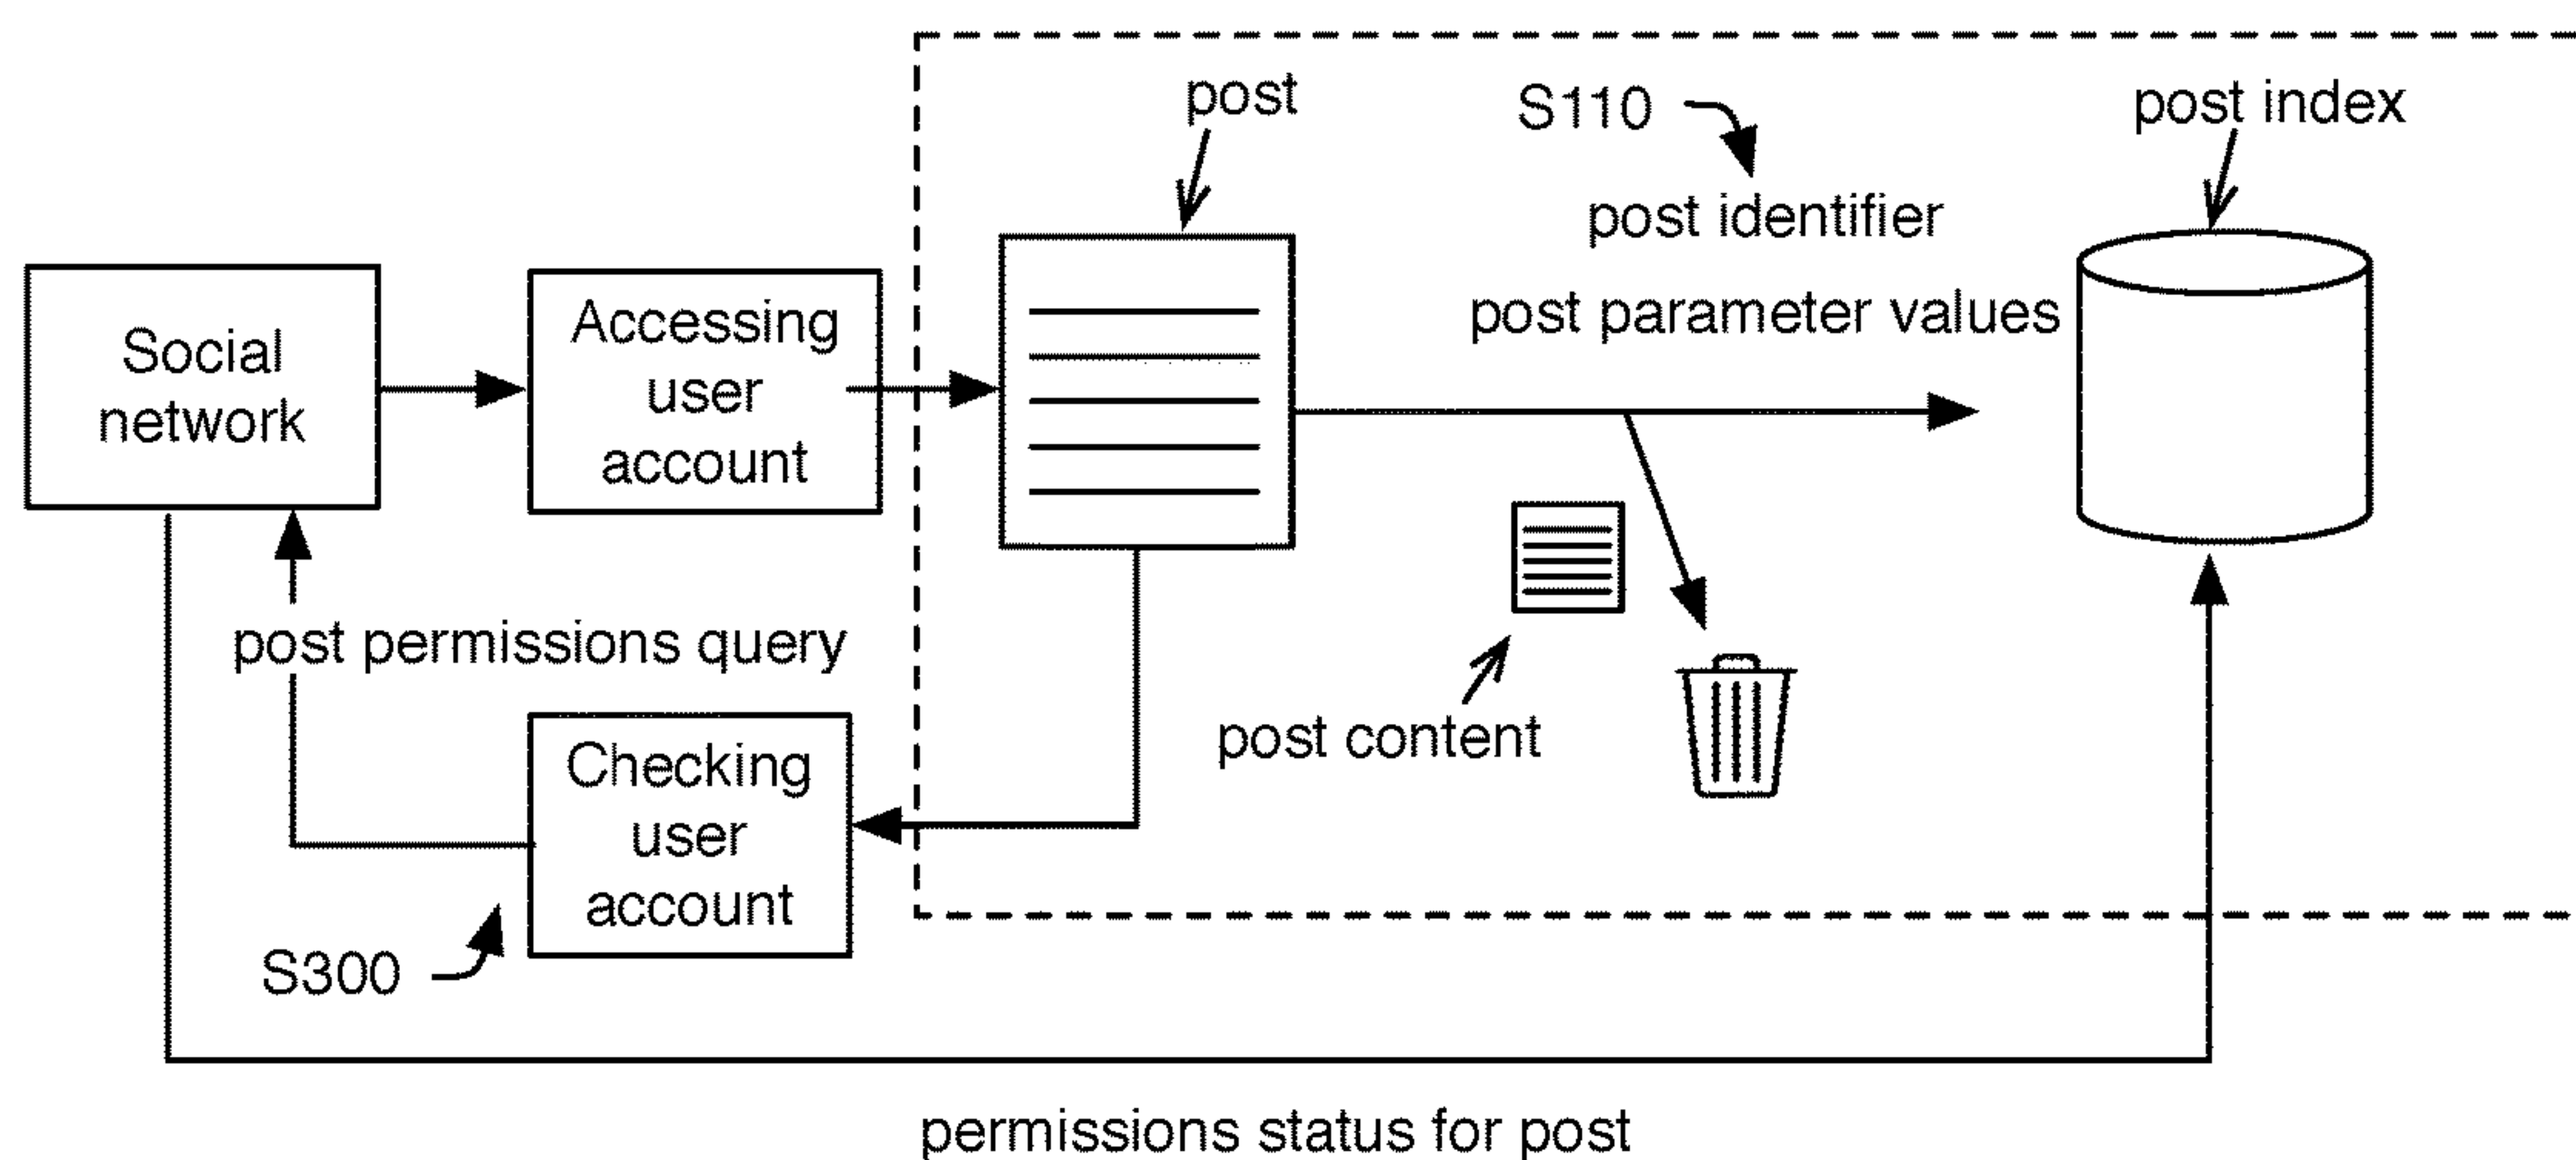 post
S110
post index
post identifier
post parameter values
Social
network
Accessing
user
account
post permissions query
post content
Checking
user
account
S300
permissions status for post